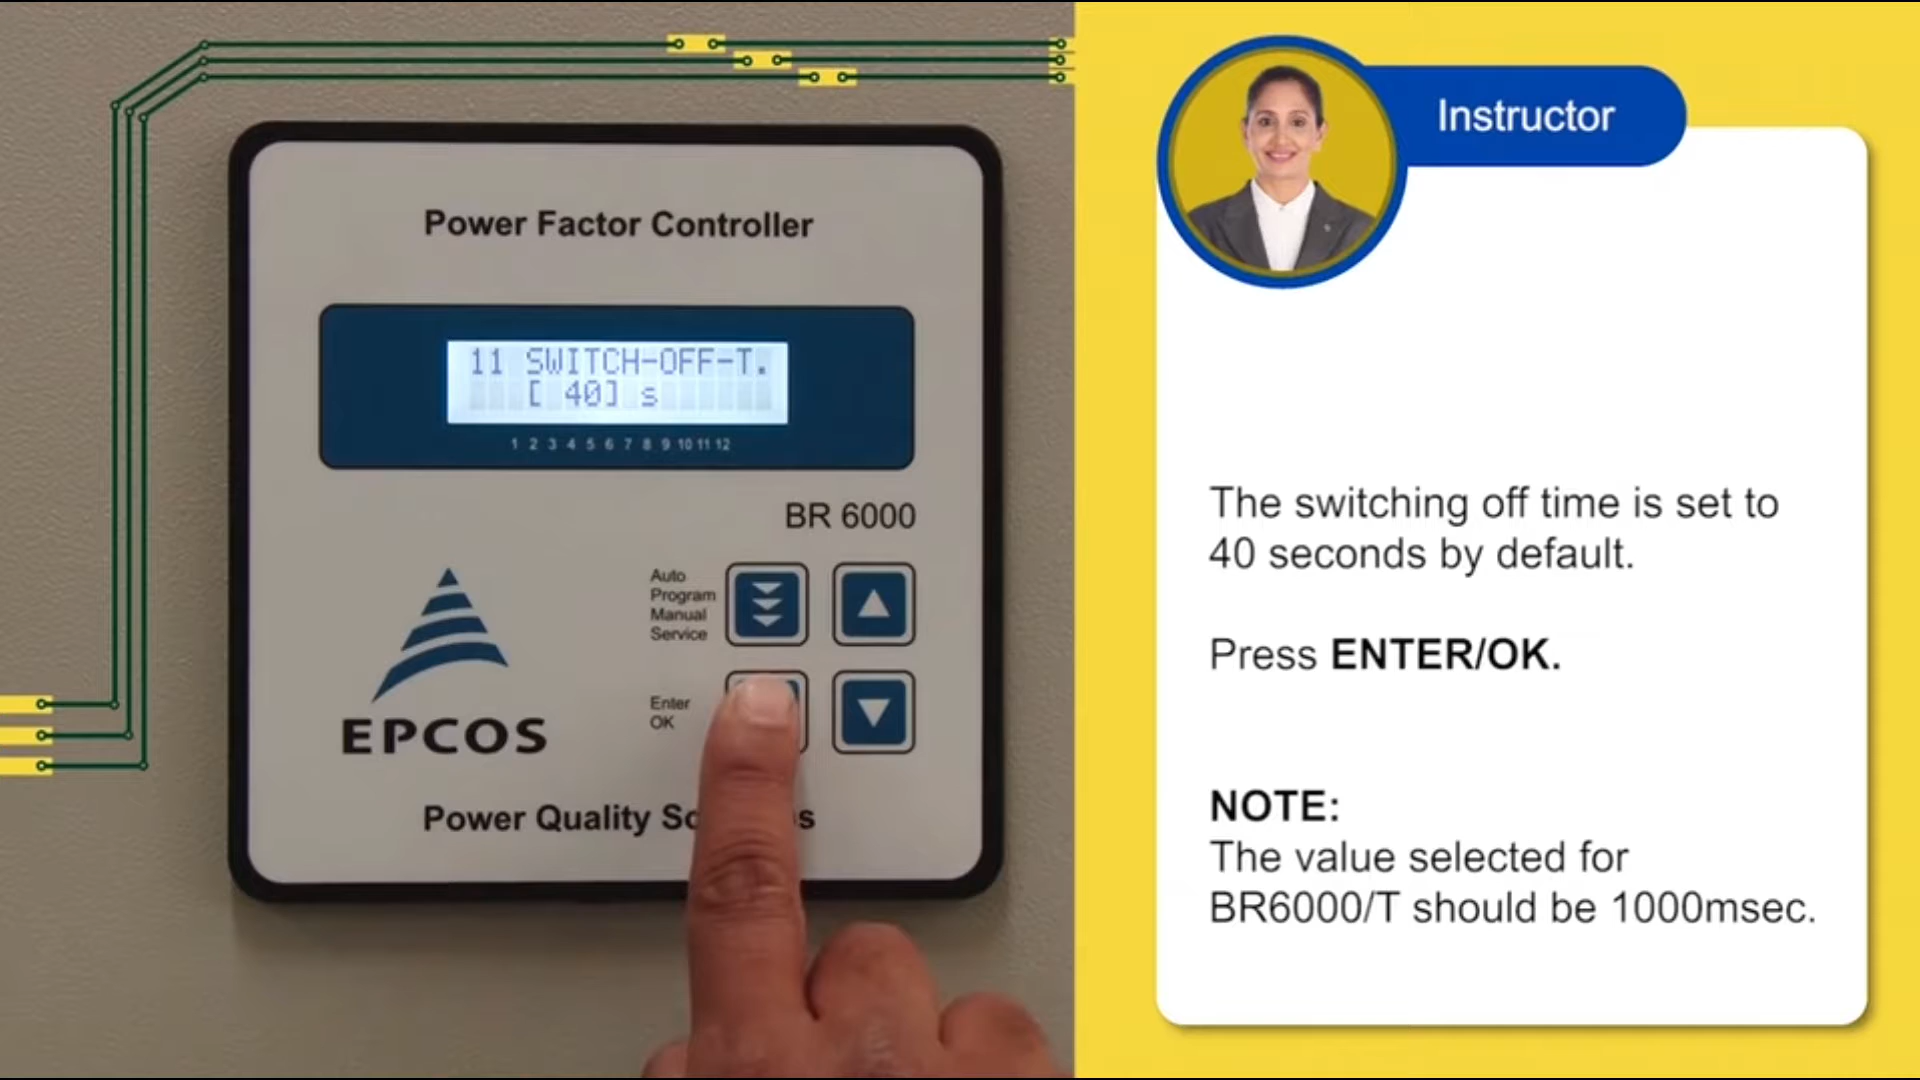 Power Factor Controller
11 SWITCH-OFF-T.
[ 40] s
1 2 3 4 5 6 7 8 9 10 11 12
BR 6000
Auto
Program
Manual
Service
Enter
OK
EPCOS
Power Quality So s
Instructor
The switching off time is set to
40 seconds by default.
Press ENTER/OK.
NOTE:
The value selected for
BR6000/T should be 1000msec.